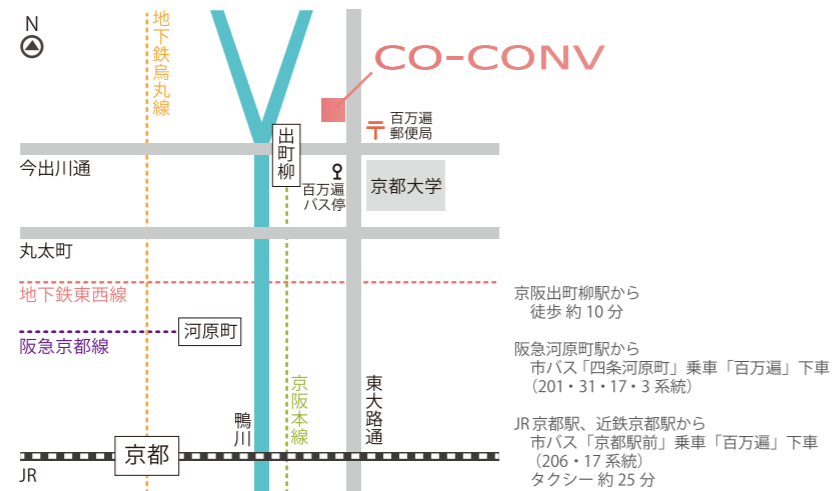 N
地下鉄烏丸線
CO-CONV
百万遍
郵便局
出町柳
今出川通
百万遍
バス停
京都大学
丸太町
地下鉄東西線
阪急京都線
河原町
鴨川
京阪本線
東大路通
京都
JR
京阪出町柳駅から
徒歩 約 10 分
阪急河原町駅から
市バス「四条河原町」乗車「百万遍」下車
（201・31・17・3 系統）
JR 京都駅、近鉄京都駅から
市バス「京都駅前」乗車「百万遍」下車
（206・17 系統）
タクシー 約 25 分